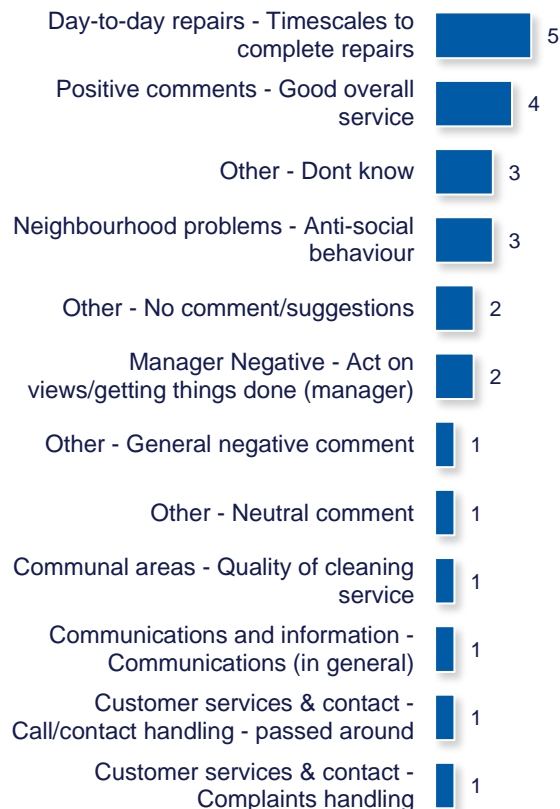 Day-to-day repairs - Timescales to
complete repairs
5
Positive comments - Good overall
service
4
Other - Dont know
3
Neighbourhood problems - Anti-social
behaviour
3
Other - No comment/suggestions
2
Manager Negative - Act on
views/getting things done (manager)
2
Other - General negative comment
1
Other - Neutral comment
1
Communal areas - Quality of cleaning
service
1
Communications and information -
Communications (in general)
1
Customer services & contact -
Call/contact handling - passed around
1
Customer services & contact -
Complaints handling
1